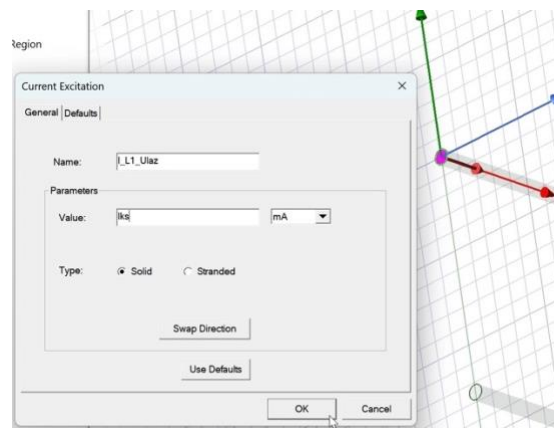 Region
Current Excitation
General Defaults
Name: I_L1_Ulaz
Parameters
Value: Iks mA
Type: Solid Stranded
Swap Direction
Use Defaults
OK Cancel